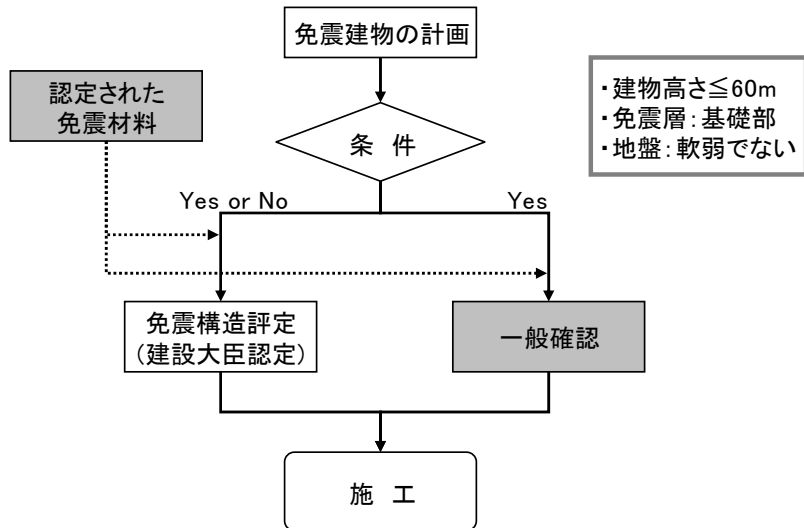 免震建物の計画
認定された
免震材料
・建物高さ≦60m
・免震層：基礎部
・地盤：軟弱でない
条 件
Yes or No
Yes
免震構造評定
（建設大臣認定）
一般確認
施 工